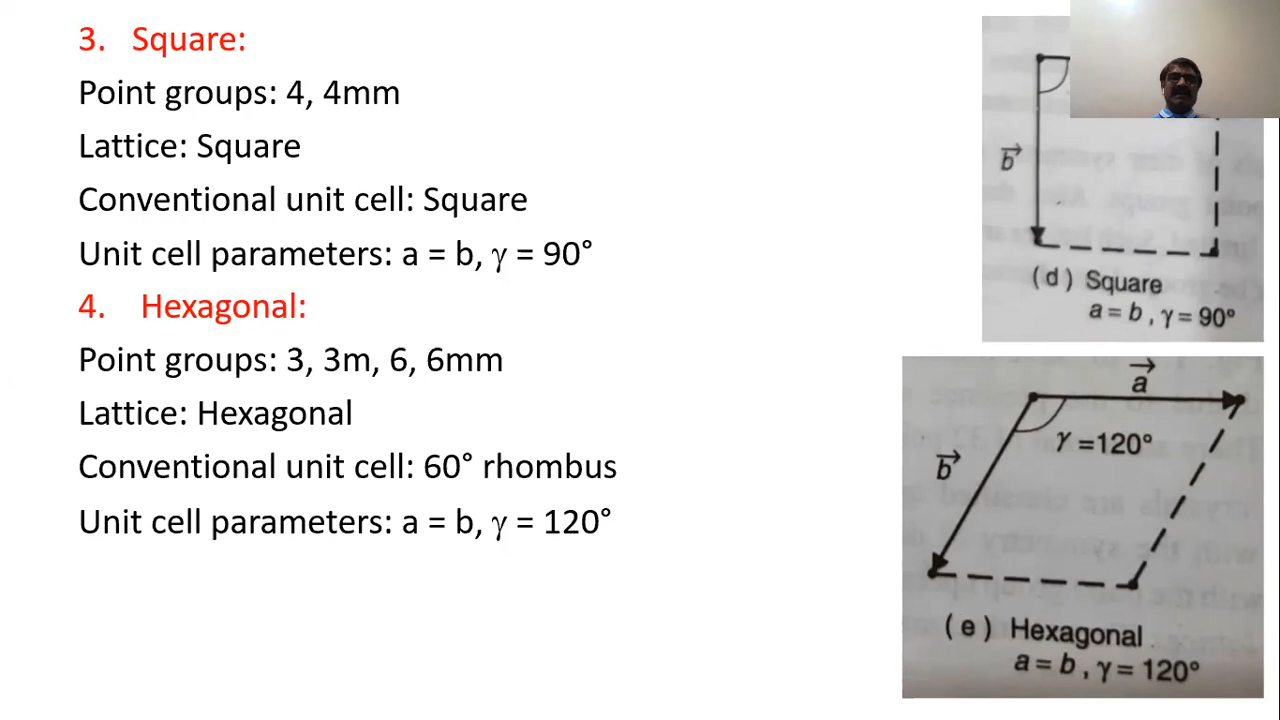 3. Square:
Point groups: 4, 4mm
Lattice: Square
Conventional unit cell: Square
Unit cell parameters: a = b, γ = 90°
4. Hexagonal:
Point groups: 3, 3m, 6, 6mm
Lattice: Hexagonal
Conventional unit cell: 60° rhombus
Unit cell parameters: a = b, γ = 120°
b⃗
(d) Square
a = b, γ = 90°
a⃗
γ = 120°
b⃗
(e) Hexagonal
a = b, γ = 120°